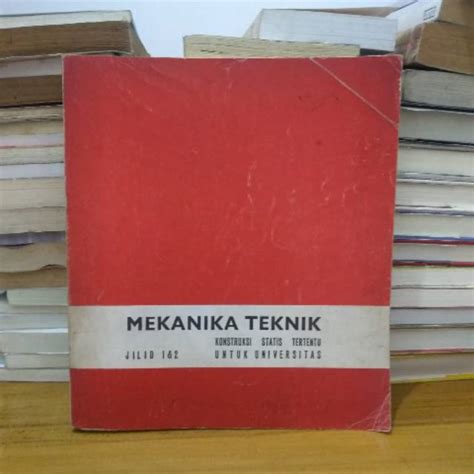 MEKANIKA TEKNIK
KONSTRUKSI STATIS TERTENTU
JILID 1&2 UNTUK UNIVERSITAS